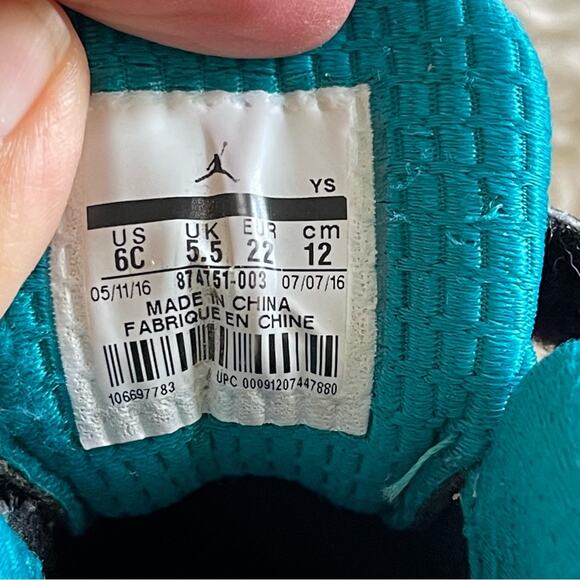 YS
US UK EUR cm
6C 5.5 22 12
05/11/16 874151-003 07/07/16
MADE IN CHINA
FABRIQUE EN CHINE
106697783 UPC 00091207447880